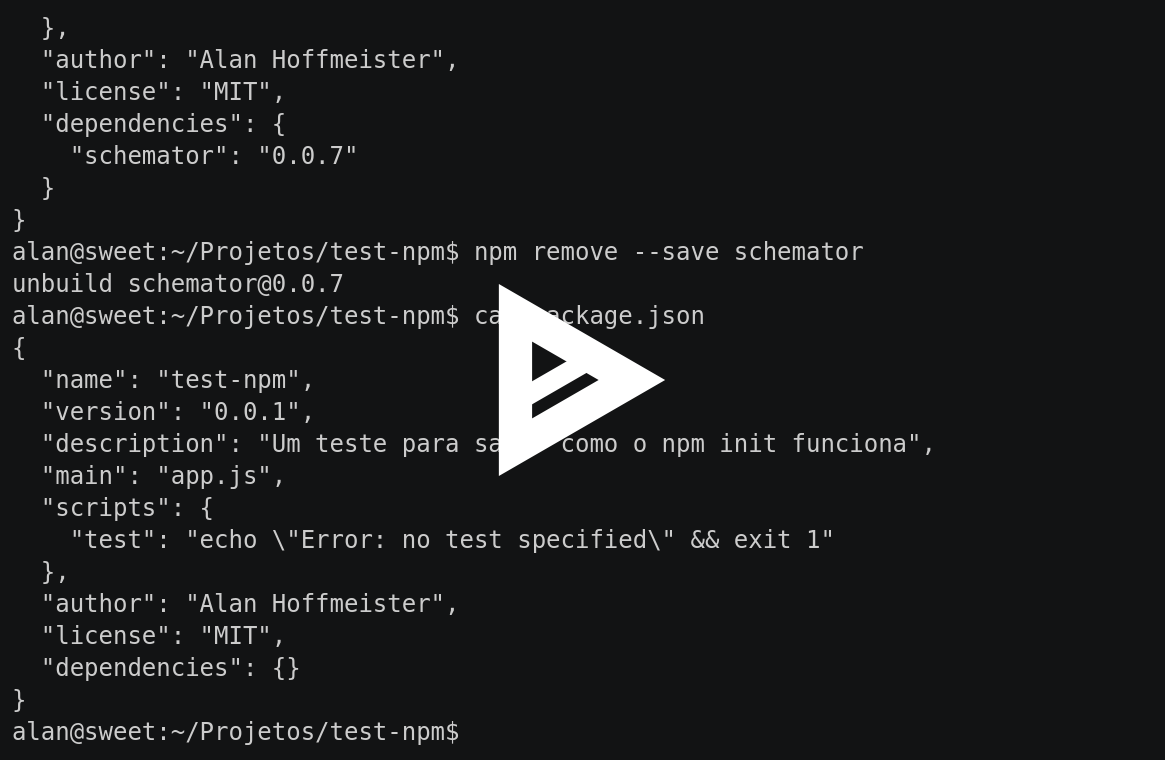 },
  "author": "Alan Hoffmeister",
  "license": "MIT",
  "dependencies": {
    "schemator": "0.0.7"
  }
}
alan@sweet:~/Projetos/test-npm$ npm remove --save schemator
unbuild schemator@0.0.7
alan@sweet:~/Projetos/test-npm$ ca ackage.json
{
  "name": "test-npm",
  "version": "0.0.1",
  "description": "Um teste para sa como o npm init funciona",
  "main": "app.js",
  "scripts": {
    "test": "echo \"Error: no test specified\" && exit 1"
  },
  "author": "Alan Hoffmeister",
  "license": "MIT",
  "dependencies": {}
}
alan@sweet:~/Projetos/test-npm$